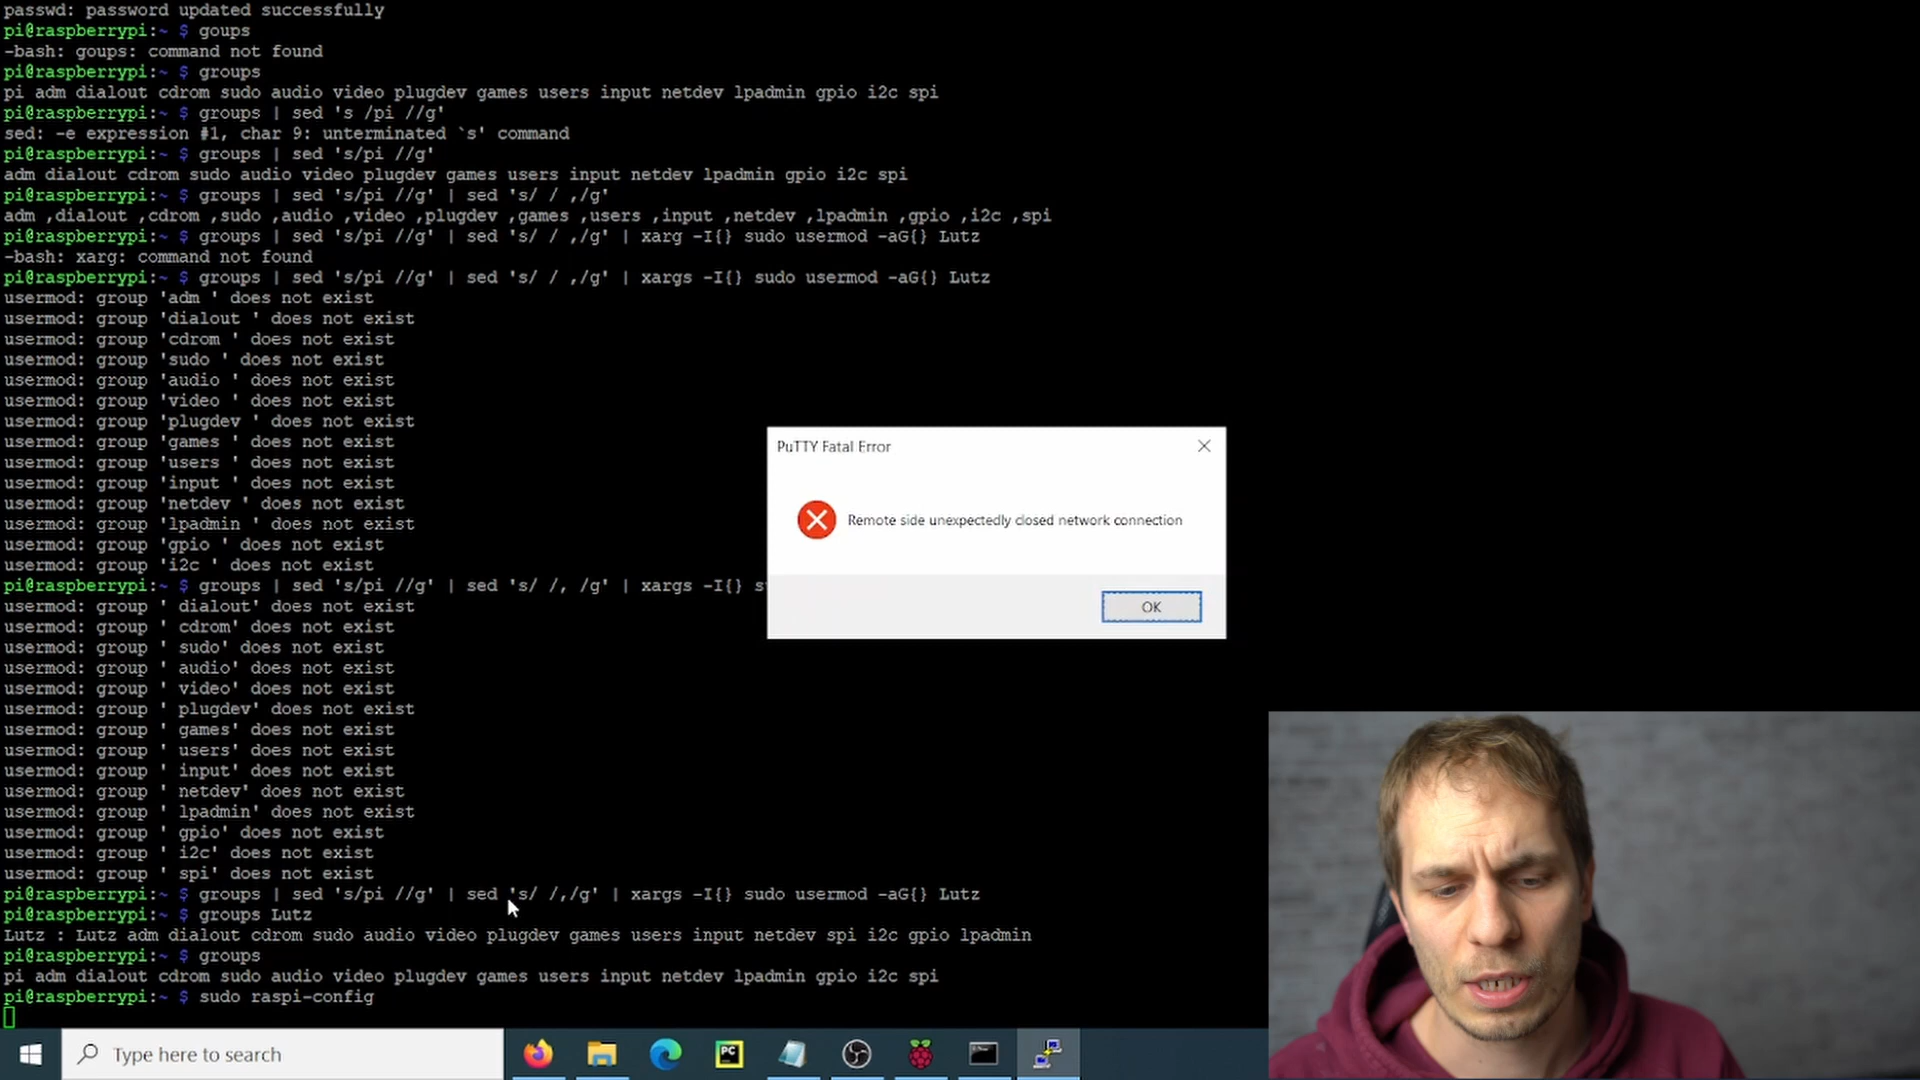 passwd: password updated successfully
pi@raspberrypi:~ $ goups
-bash: goups: command not found
pi@raspberrypi:~ $ groups
pi adm dialout cdrom sudo audio video plugdev games users input netdev lpadmin gpio i2c spi
pi@raspberrypi:~ $ groups | sed 's /pi //g'
sed: -e expression #1, char 9: unterminated `s' command
pi@raspberrypi:~ $ groups | sed 's/pi //g'
adm dialout cdrom sudo audio video plugdev games users input netdev lpadmin gpio i2c spi
pi@raspberrypi:~ $ groups | sed 's/pi //g' | sed 's/ / ,/g'
adm ,dialout ,cdrom ,sudo ,audio ,video ,plugdev ,games ,users ,input ,netdev ,lpadmin ,gpio ,i2c ,spi
pi@raspberrypi:~ $ groups | sed 's/pi //g' | sed 's/ / ,/g' | xarg -I{} sudo usermod -aG{} Lutz
-bash: xarg: command not found
pi@raspberrypi:~ $ groups | sed 's/pi //g' | sed 's/ / ,/g' | xargs -I{} sudo usermod -aG{} Lutz
usermod: group 'adm ' does not exist
usermod: group 'dialout ' does not exist
usermod: group 'cdrom ' does not exist
usermod: group 'sudo ' does not exist
usermod: group 'audio ' does not exist
usermod: group 'video ' does not exist
usermod: group 'plugdev ' does not exist
usermod: group 'games ' does not exist
usermod: group 'users ' does not exist
usermod: group 'input ' does not exist
usermod: group 'netdev ' does not exist
usermod: group 'lpadmin ' does not exist
usermod: group 'gpio ' does not exist
usermod: group 'i2c ' does not exist
pi@raspberrypi:~ $ groups | sed 's/pi //g' | sed 's/ /, /g' | xargs -I{} s
usermod: group ' dialout' does not exist
usermod: group ' cdrom' does not exist
usermod: group ' sudo' does not exist
usermod: group ' audio' does not exist
usermod: group ' video' does not exist
usermod: group ' plugdev' does not exist
usermod: group ' games' does not exist
usermod: group ' users' does not exist
usermod: group ' input' does not exist
usermod: group ' netdev' does not exist
usermod: group ' lpadmin' does not exist
usermod: group ' gpio' does not exist
usermod: group ' i2c' does not exist
usermod: group ' spi' does not exist
pi@raspberrypi:~ $ groups | sed 's/pi //g' | sed 's/ /,/g' | xargs -I{} sudo usermod -aG{} Lutz
pi@raspberrypi:~ $ groups Lutz
Lutz : Lutz adm dialout cdrom sudo audio video plugdev games users input netdev spi i2c gpio lpadmin
pi@raspberrypi:~ $ groups
pi adm dialout cdrom sudo audio video plugdev games users input netdev lpadmin gpio i2c spi
pi@raspberrypi:~ $ sudo raspi-config
PuTTY Fatal Error
Remote side unexpectedly closed network connection
OK
Type here to search
PC